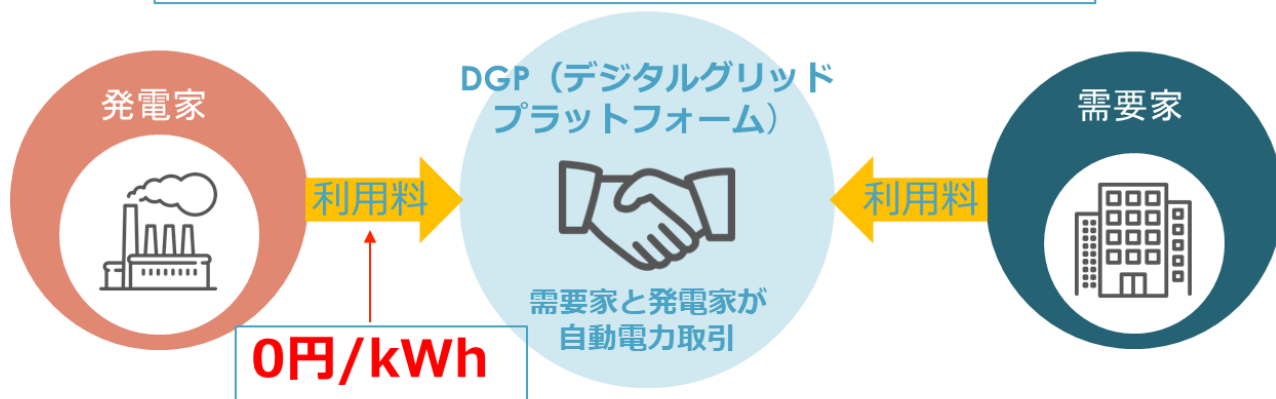 発電家
利用料
0円/kWh
DGP（デジタルグリッド
プラットフォーム）
需要家と発電家が
自動電力取引
利用料
需要家